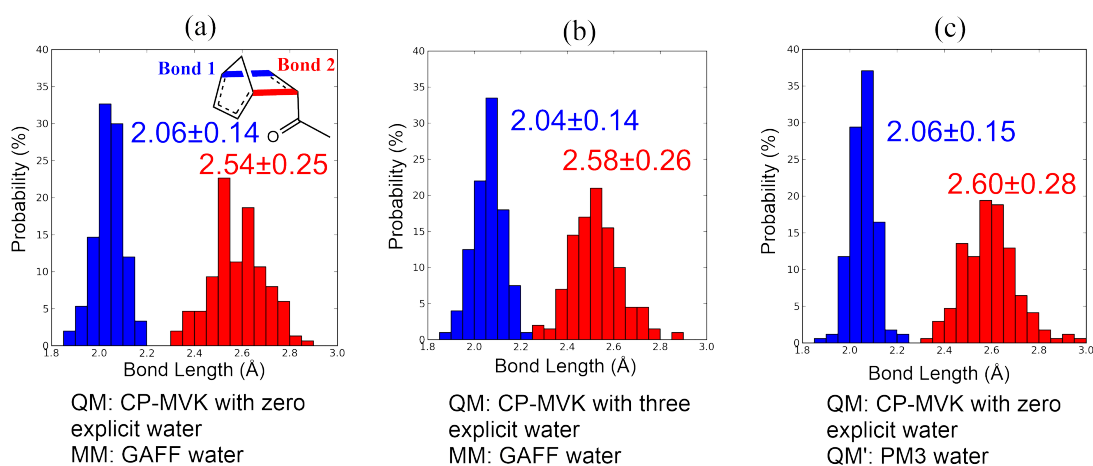 (a)
(b)
(c)
Bond 1
Bond 2
O
2.06±0.14
2.54±0.25
Probability (%)
40
35
30
25
20
15
10
5
0
1.8
2.0
2.2
2.4
2.6
2.8
3.0
Bond Length (Å)
QM: CP-MVK with zero
explicit water
MM: GAFF water
2.04±0.14
2.58±0.26
Probability (%)
40
35
30
25
20
15
10
5
0
1.8
2.0
2.2
2.4
2.6
2.8
3.0
Bond Length (Å)
QM: CP-MVK with three
explicit water
MM: GAFF water
2.06±0.15
2.60±0.28
Probability (%)
40
35
30
25
20
15
10
5
0
1.8
2.0
2.2
2.4
2.6
2.8
3.0
Bond Length (Å)
QM: CP-MVK with zero
explicit water
QM': PM3 water